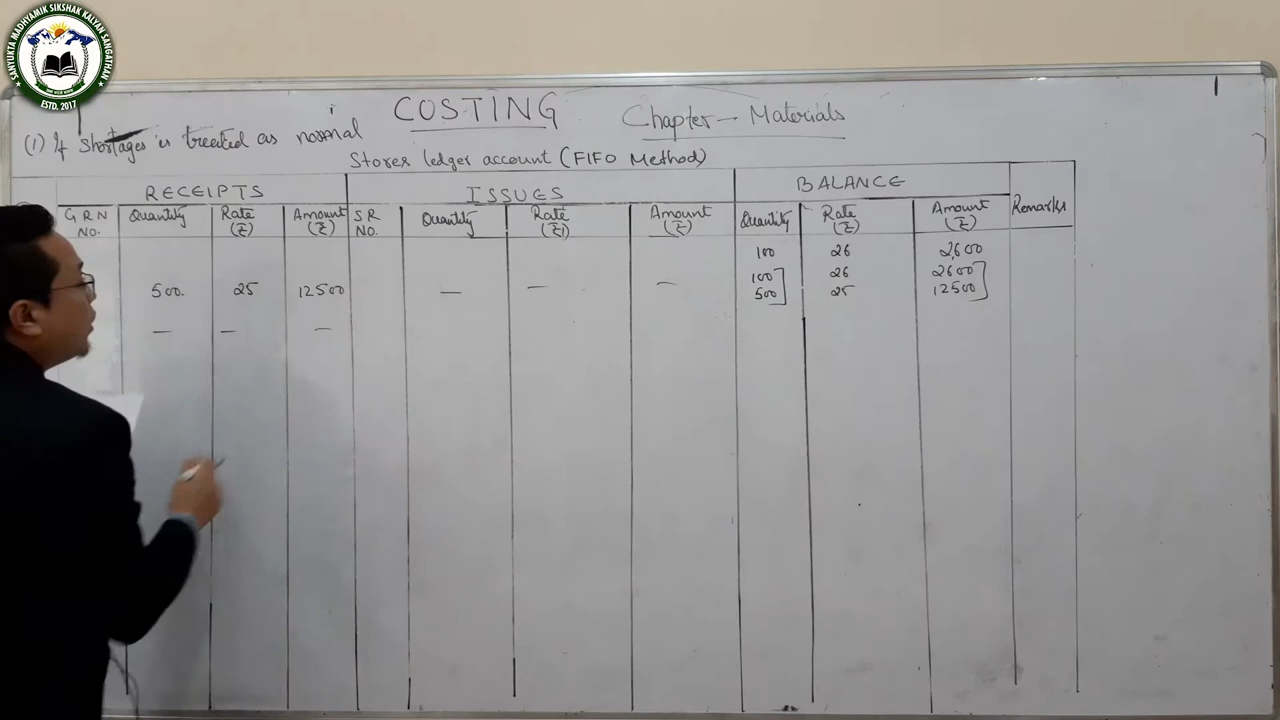 SANYUKTA MADHYAMIK SIKSHAK KALYAN SANGATHAN
ESTD. 2017
COSTING
Chapter - Materials
(1) If Shortages is treated as normal
Stores ledger account (FIFO Method)
RECEIPTS ISSUES BALANCE Remarks
GRN NO. Quantity Rate (₹) Amount (₹) SR NO. Quantity Rate (₹) Amount (₹) Quantity Rate (₹) Amount (₹)
100 26 2,600
100 26 2600
500. 25 12500 — — — 500 25 12500
— — —